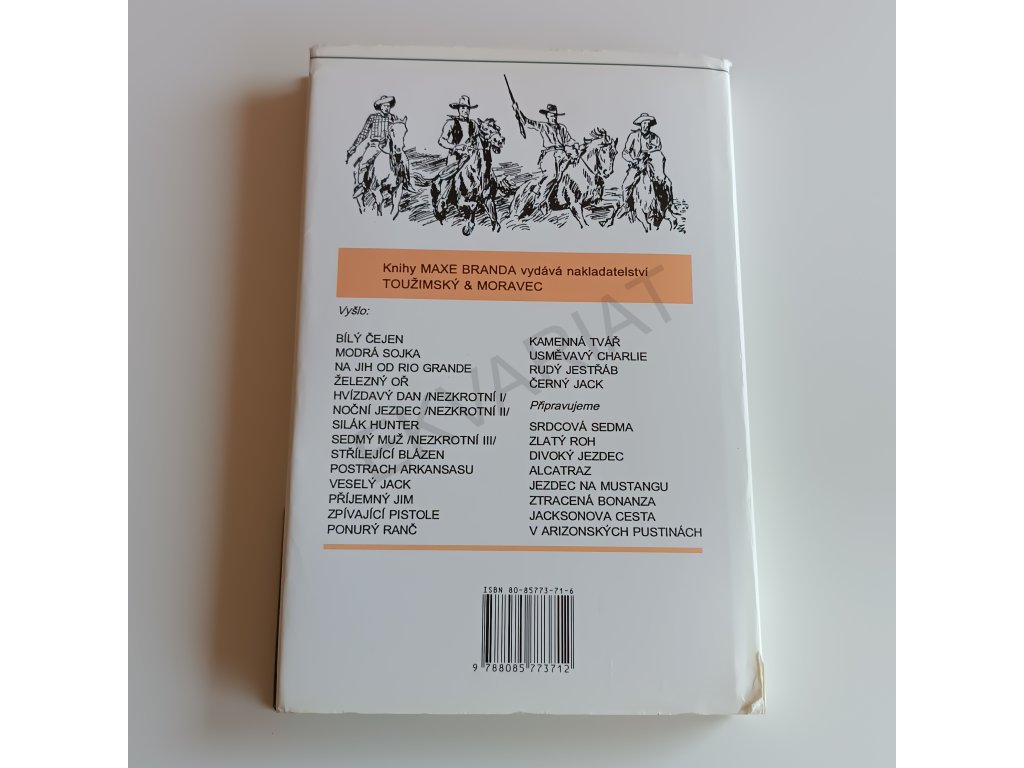 Knihy MAXE BRANDA vydává nakladatelství
TOUŽIMSKÝ & MORAVEC
Vyšlo:
BÍLÝ ČEJEN
MODRÁ SOJKA
NA JIH OD RIO GRANDE
ŽELEZNÝ OŘ
HVÍZDAVÝ DAN /NEZKROTNÍ I/
NOČNÍ JEZDEC /NEZKROTNÍ II/
SILÁK HUNTER
SEDMÝ MUŽ /NEZKROTNÍ III/
STŘÍLEJÍCÍ BLÁZEN
POSTRACH ARKANSASU
VESELÝ JACK
PŘÍJEMNÝ JIM
ZPÍVAJÍCÍ PISTOLE
PONURÝ RANČ
KAMENNÁ TVÁŘ
USMĚVAVÝ CHARLIE
RUDÝ JESTŘÁB
ČERNÝ JACK
Připravujeme
SRDCOVÁ SEDMA
ZLATÝ ROH
DIVOKÝ JEZDEC
ALCATRAZ
JEZDEC NA MUSTANGU
ZTRACENÁ BONANZA
JACKSONOVA CESTA
V ARIZONSKÝCH PUSTINÁCH
ISBN 80-85773-71-6
9 788085 773712